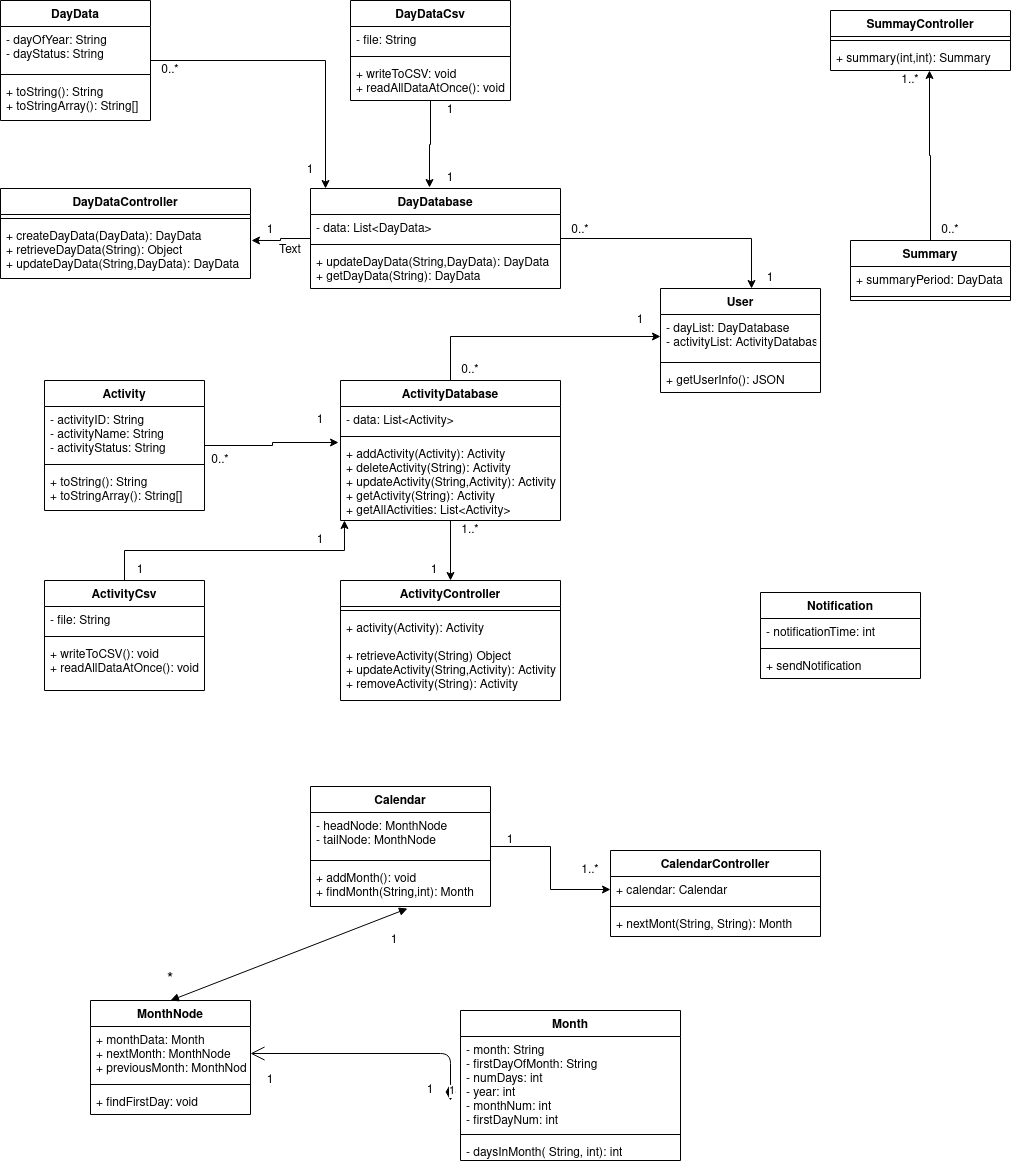 DayData
- dayOfYear: String
- dayStatus: String
+ toString(): String
+ toStringArray(): String[]
0..*
1
DayDataCsv
- file: String
+ writeToCSV: void
+ readAllDataAtOnce(): void
1
1
SummayController
+ summary(int,int): Summary
1..*
0..*
Summary
+ summaryPeriod: DayData
DayDataController
+ createDayData(DayData): DayData
+ retrieveDayData(String): Object
+ updateDayData(String,DayData): DayData
1
Text
DayDatabase
- data: List<DayData>
+ updateDayData(String,DayData): DayData
+ getDayData(String): DayData
0..*
1
User
- dayList: DayDatabase
- activityList: ActivityDatabas
+ getUserInfo(): JSON
1
0..*
Activity
- activityID: String
- activityName: String
- activityStatus: String
+ toString(): String
+ toStringArray(): String[]
1
0..*
ActivityDatabase
- data: List<Activity>
+ addActivity(Activity): Activity
+ deleteActivity(String): Activity
+ updateActivity(String,Activity): Activity
+ getActivity(String): Activity
+ getAllActivities: List<Activity>
1
1
1..*
1
ActivityCsv
- file: String
+ writeToCSV(): void
+ readAllDataAtOnce(): void
ActivityController
+ activity(Activity): Activity
+ retrieveActivity(String) Object
+ updateActivity(String,Activity): Activity
+ removeActivity(String): Activity
Notification
- notificationTime: int
+ sendNotification
Calendar
- headNode: MonthNode
- tailNode: MonthNode
+ addMonth(): void
+ findMonth(String,int): Month
1
1..*
CalendarController
+ calendar: Calendar
+ nextMont(String, String): Month
1
*
MonthNode
+ monthData: Month
+ nextMonth: MonthNode
+ previousMonth: MonthNod
+ findFirstDay: void
1
1
1
Month
- month: String
- firstDayOfMonth: String
- numDays: int
- year: int
- monthNum: int
- firstDayNum: int
- daysInMonth( String, int): int